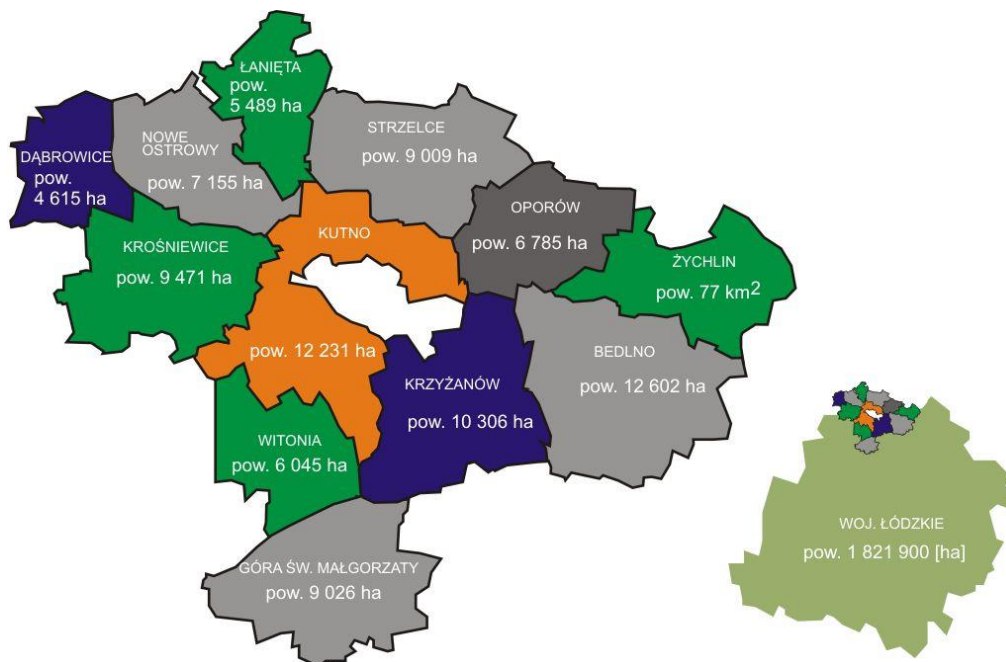 ŁANIĘTA
pow.
5 489 ha
STRZELCE
pow. 9 009 ha
NOWE
OSTROWY
pow. 7 155 ha
DĄBROWICE
pow.
4 615 ha
OPORÓW
pow. 6 785 ha
KROŚNIEWICE
pow. 9 471 ha
KUTNO
pow. 12 231 ha
ŻYCHLIN
pow. 77 km2
BEDLNO
pow. 12 602 ha
KRZYŻANÓW
pow. 10 306 ha
WITONIA
pow. 6 045 ha
GÓRA ŚW. MAŁGORZATY
pow. 9 026 ha
WOJ. ŁÓDZKIE
pow. 1 821 900 [ha]